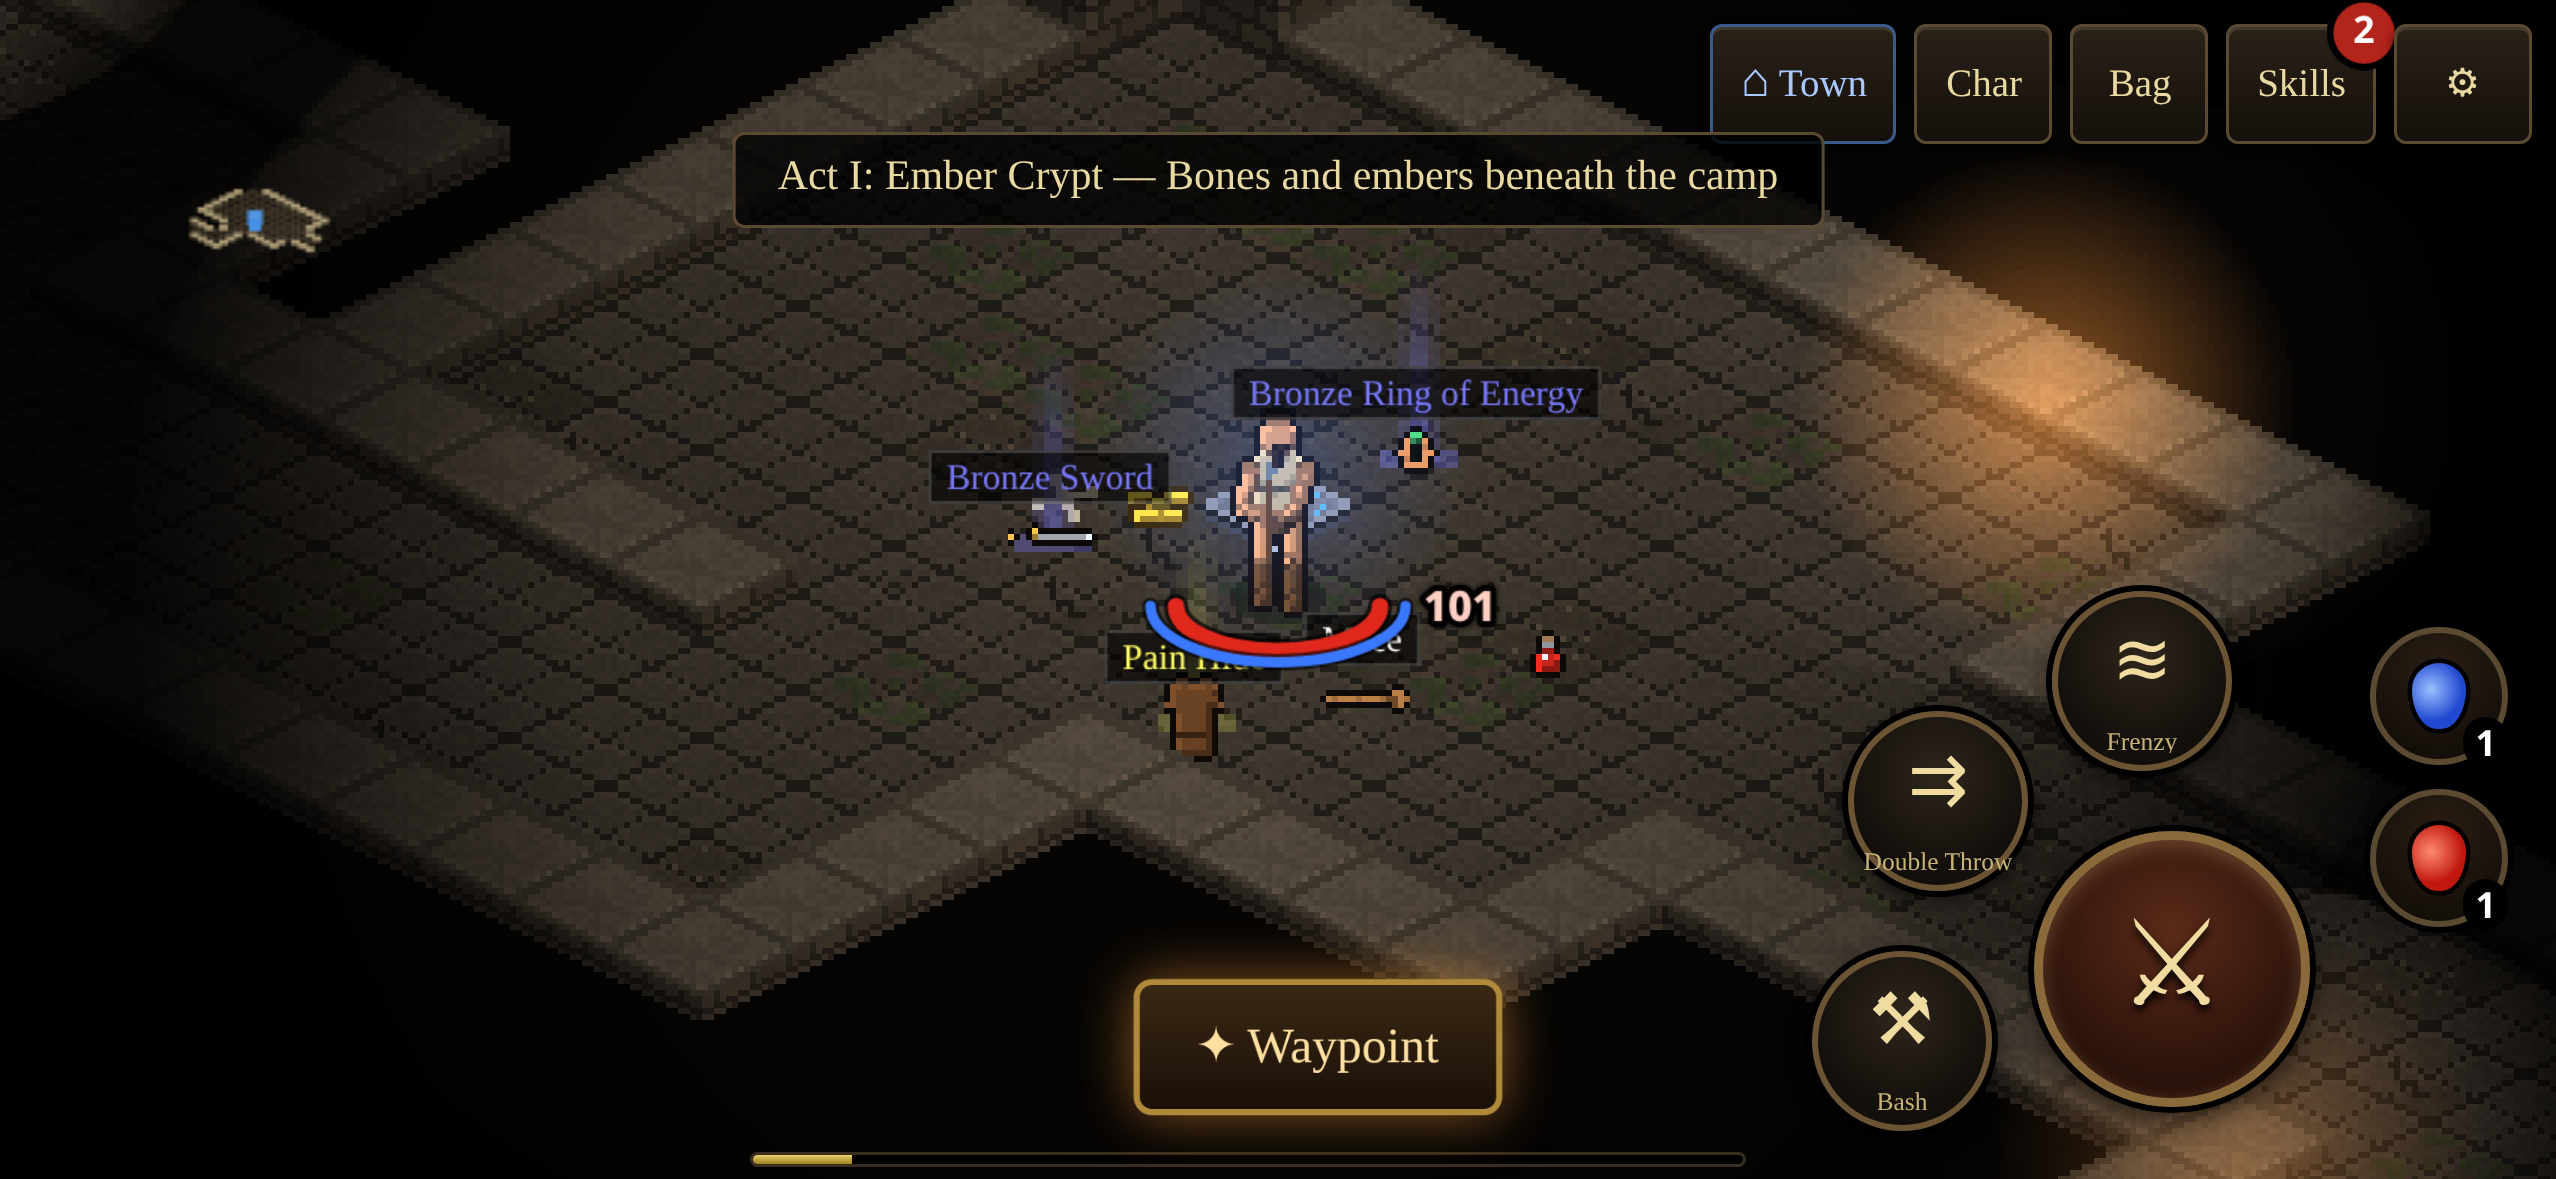 2
Town
Char
Bag
Skills
Act I: Ember Crypt — Bones and embers beneath the camp
Bronze Ring of Energy
Bronze Sword
101
Pain
Frenzy
1
Double Throw
1
Waypoint
Bash